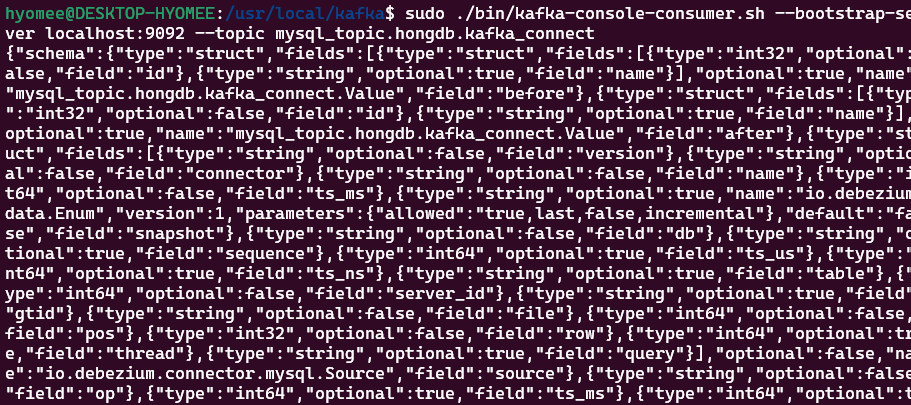 hyomee@DESKTOP-HYOMEE:/usr/local/kafka$ sudo ./bin/kafka-console-consumer.sh --bootstrap-se
ver localhost:9092 --topic mysql_topic.hongdb.kafka_connect
{"schema":{"type":"struct","fields":[{"type":"struct","fields":[{"type":"int32","optional":
alse,"field":"id"},{"type":"string","optional":true,"field":"name"}],"optional":true,"name"
"mysql_topic.hongdb.kafka_connect.Value","field":"before"},{"type":"struct","fields":[{"typ
":"int32","optional":false,"field":"id"},{"type":"string","optional":true,"field":"name"}],
optional":true,"name":"mysql_topic.hongdb.kafka_connect.Value","field":"after"},{"type":"st
uct","fields":[{"type":"string","optional":false,"field":"version"},{"type":"string","optio
al":false,"field":"connector"},{"type":"string","optional":false,"field":"name"},{"type":"i
t64","optional":false,"field":"ts_ms"},{"type":"string","optional":true,"name":"io.debezium
data.Enum","version":1,"parameters":{"allowed":"true,last,false,incremental"},"default":"fa
se","field":"snapshot"},{"type":"string","optional":false,"field":"db"},{"type":"string","o
tional":true,"field":"sequence"},{"type":"int64","optional":true,"field":"ts_us"},{"type":"
nt64","optional":true,"field":"ts_ns"},{"type":"string","optional":true,"field":"table"},{"
ype":"int64","optional":false,"field":"server_id"},{"type":"string","optional":true,"field"
"gtid"},{"type":"string","optional":false,"field":"file"},{"type":"int64","optional":false,
field":"pos"},{"type":"int32","optional":false,"field":"row"},{"type":"int64","optional":tr
e,"field":"thread"},{"type":"string","optional":true,"field":"query"}],"optional":false,"na
e":"io.debezium.connector.mysql.Source","field":"source"},{"type":"string","optional":false
"field":"op"},{"type":"int64","optional":true,"field":"ts_ms"},{"type":"int64","optional":t